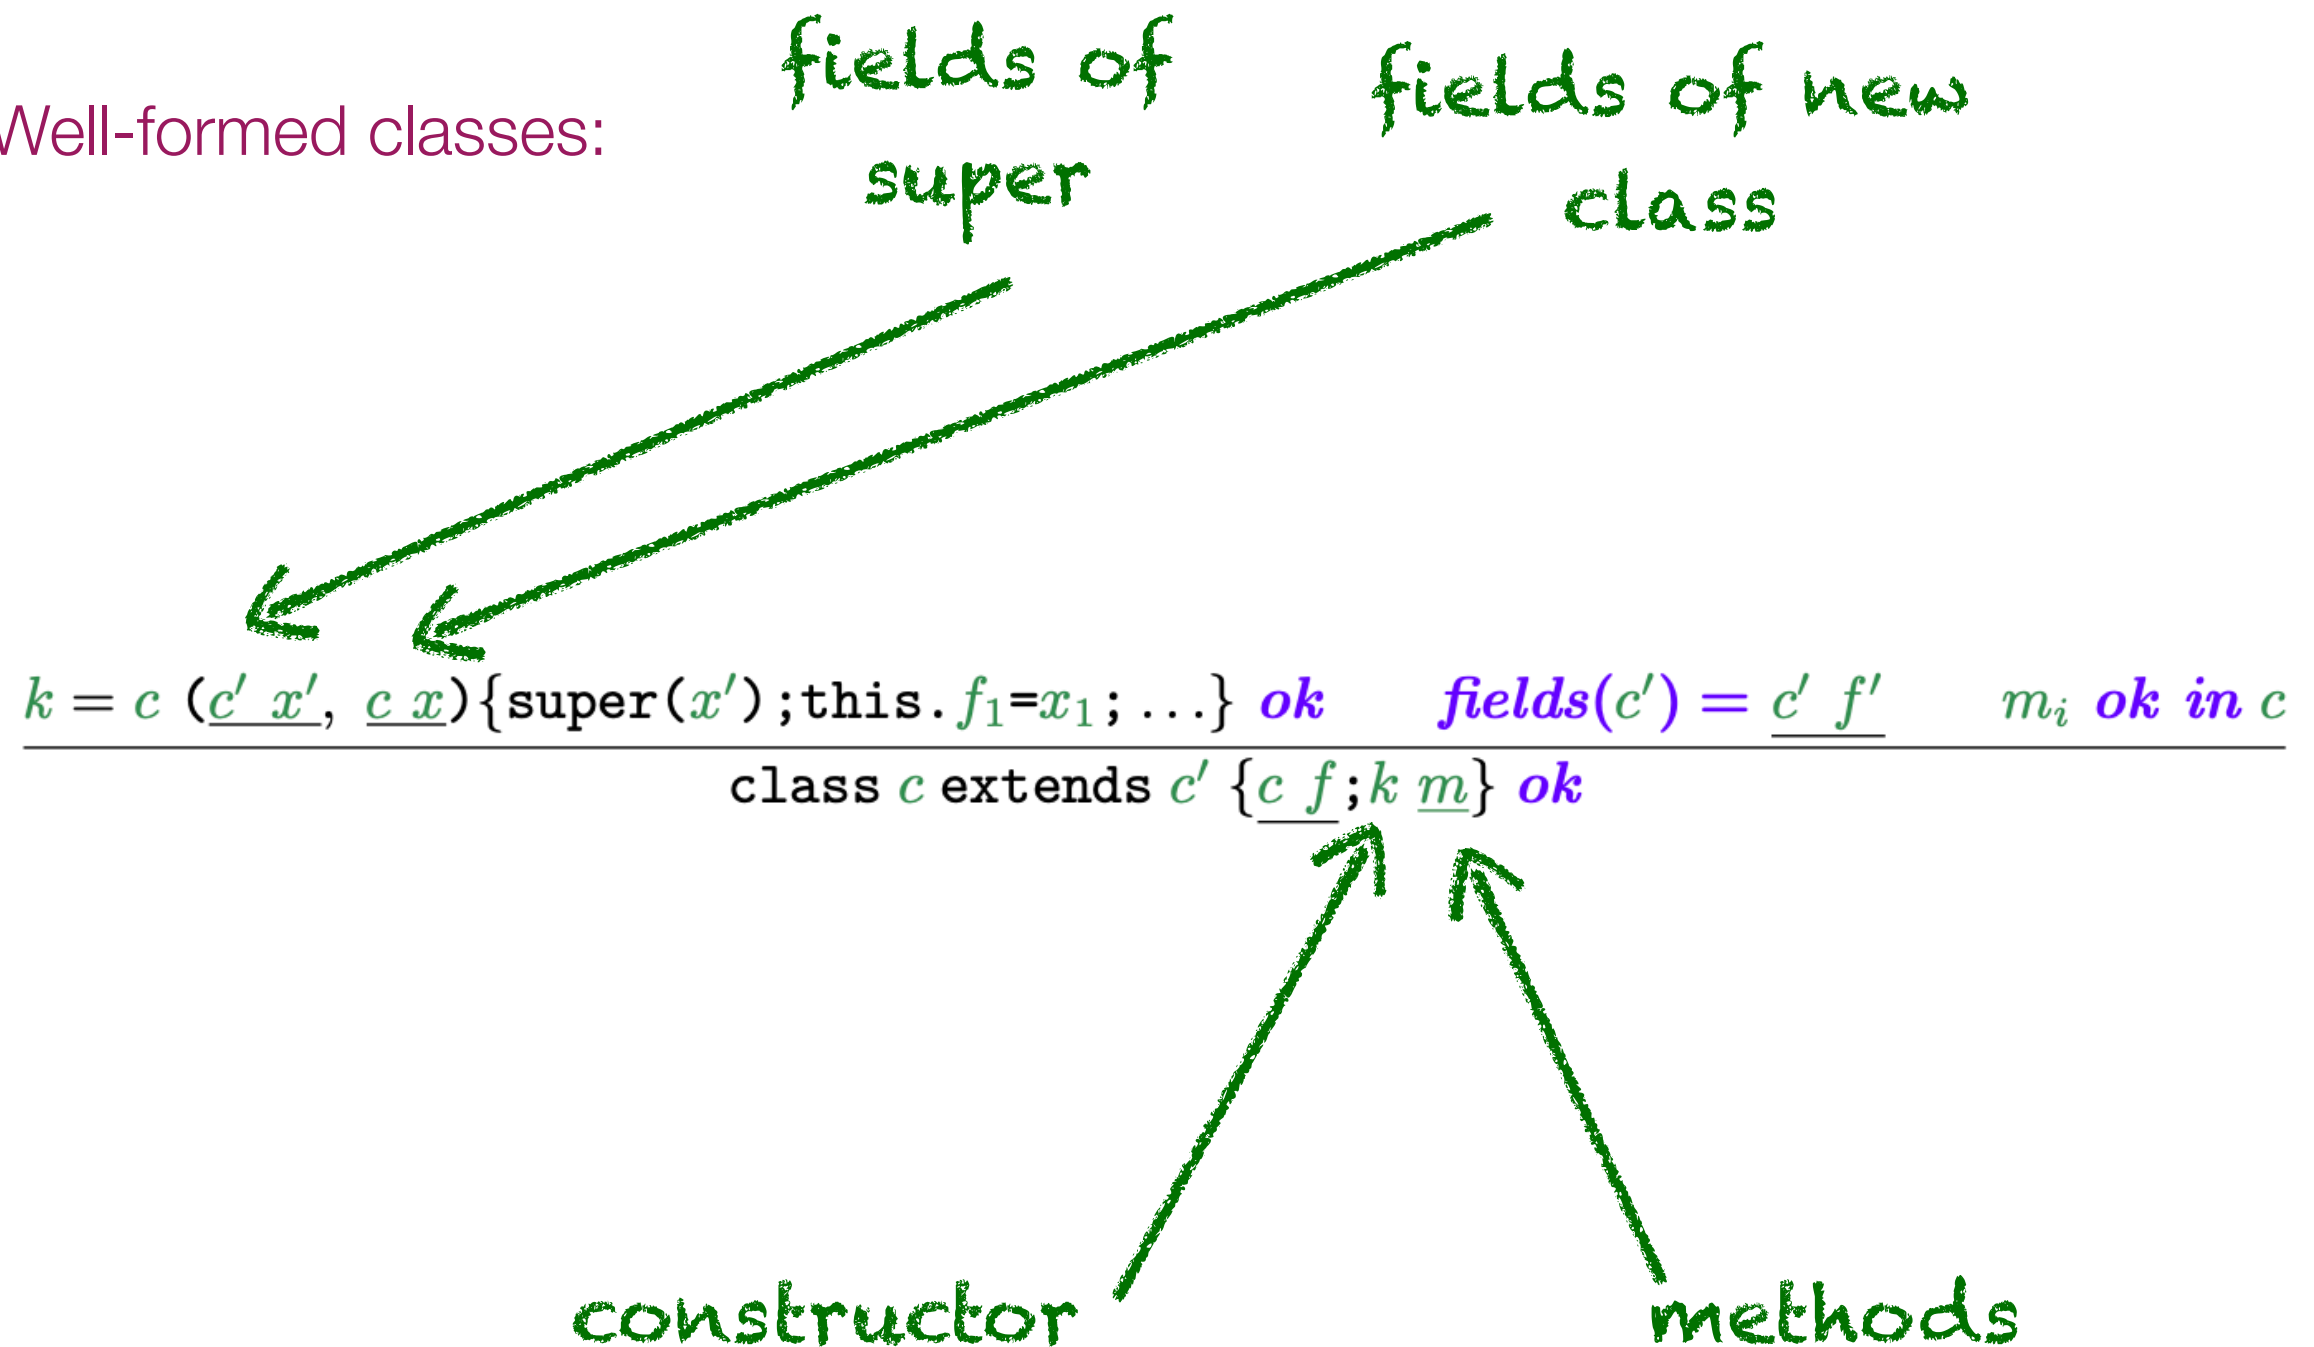 fields of
super
fields of new
class
Well-formed classes:
k = c (c′ x′, c x){super(x′);this.f₁=x₁; ...} ok fields(c′) = c′ f′ mᵢ ok in c
class c extends c′ {c f;k m} ok
constructor
methods